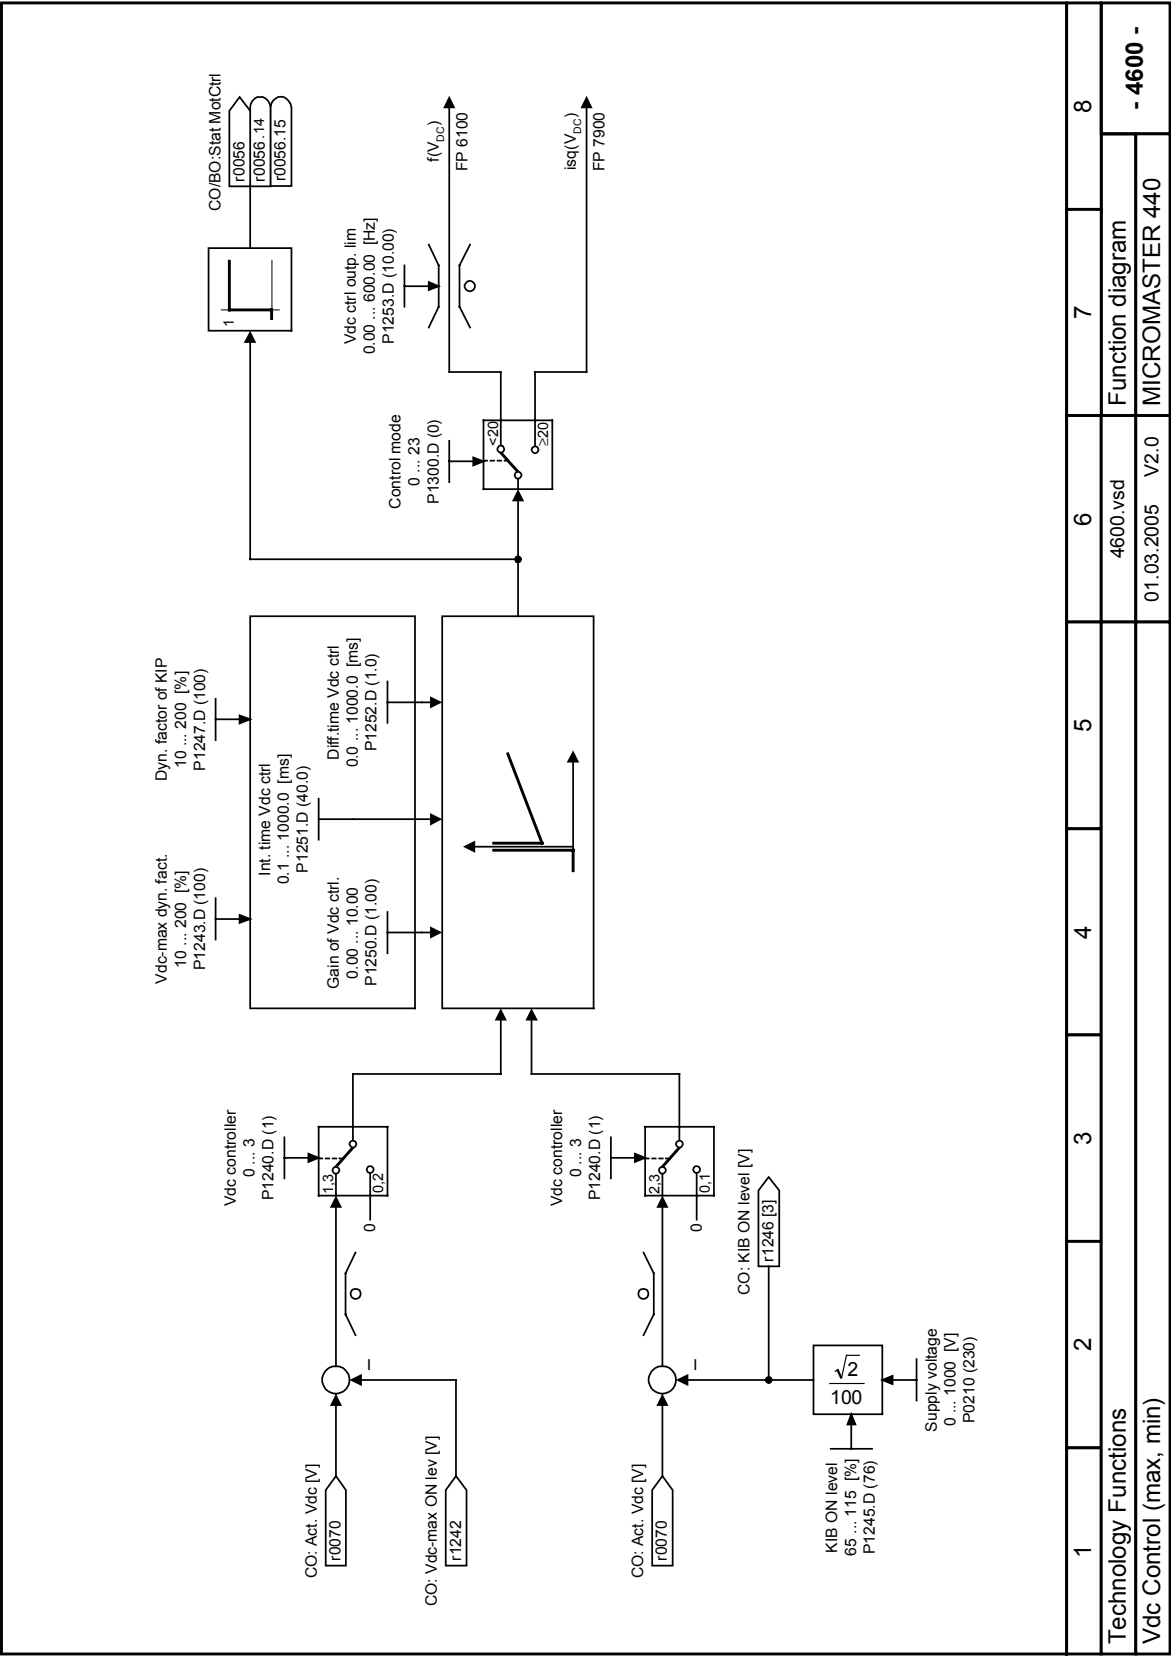 CO: Act. Vdc [V]
r0070
CO: Vdc-max ON lev [V]
r1242
–
Vdc controller
0 ... 3
P1240.D (1)
1,3
0,2
0
CO: Act. Vdc [V]
r0070
–
KIB ON level
65 ... 115 [%]
P1245.D (76)
√2
100
Supply voltage
0 ... 1000 [V]
P0210 (230)
CO: KIB ON level [V]
r1246 [3]
Vdc controller
0 ... 3
P1240.D (1)
2,3
0,1
0
Vdc-max dyn. fact.
10 ... 200 [%]
P1243.D (100)
Dyn. factor of KIP
10 ... 200 [%]
P1247.D (100)
Int. time Vdc ctrl
0.1 ... 1000.0 [ms]
P1251.D (40.0)
Gain of Vdc ctrl.
0.00 ... 10.00
P1250.D (1.00)
Diff.time Vdc ctrl
0.0 ... 1000.0 [ms]
P1252.D (1.0)
Control mode
0 ... 23
P1300.D (0)
<20
≥20
1
CO/BO:Stat MotCtrl
r0056
r0056.14
r0056.15
Vdc ctrl outp. lim
0.00 ... 600.00 [Hz]
P1253.D (10.00)
f(VDC)
FP 6100
isq(VDC)
FP 7900
1 2 3 4 5 6 7 8
Technology Functions 4600.vsd Function diagram - 4600 -
Vdc Control (max, min) 01.03.2005 V2.0 MICROMASTER 440